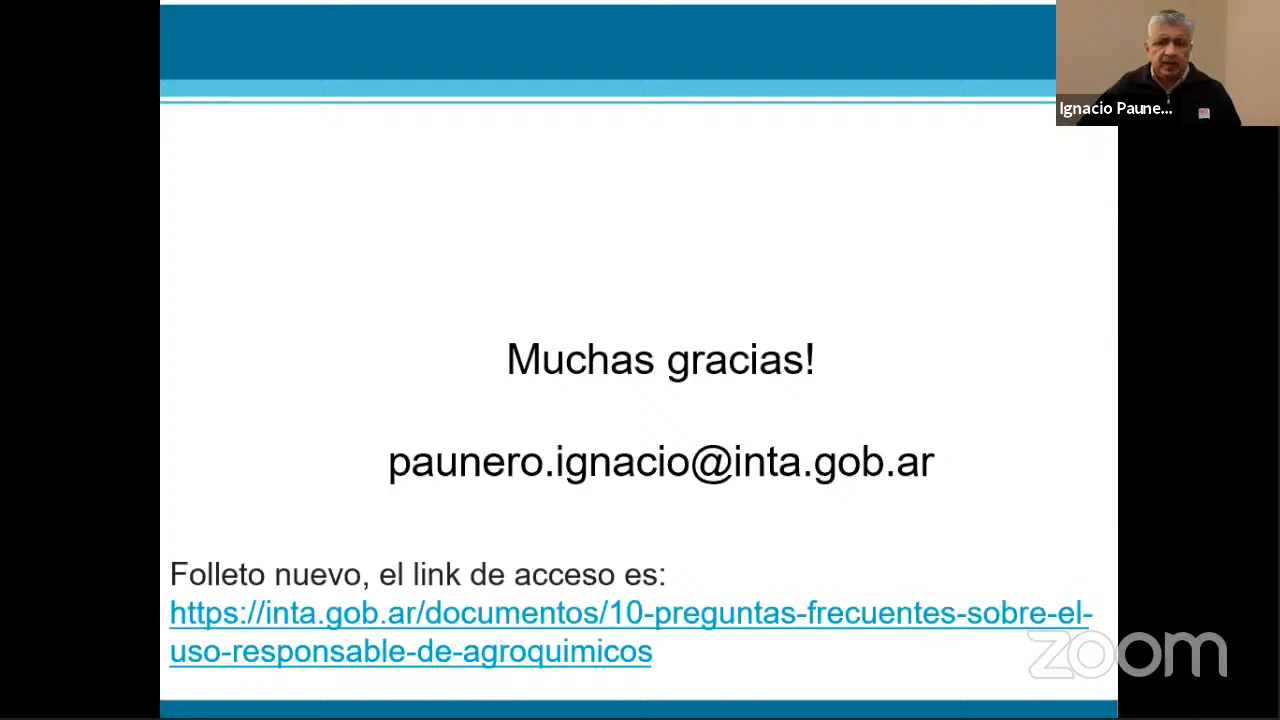 Ignacio Paune...
Muchas gracias!
paunero.ignacio@inta.gob.ar
Folleto nuevo, el link de acceso es:
https://inta.gob.ar/documentos/10-preguntas-frecuentes-sobre-el-
uso-responsable-de-agroquimicos
zoom